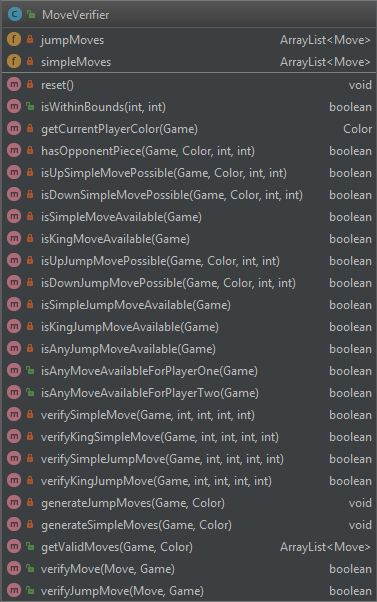 MoveVerifier
jumpMoves ArrayList<Move>
simpleMoves ArrayList<Move>
reset() void
isWithinBounds(int, int) boolean
getCurrentPlayerColor(Game) Color
hasOpponentPiece(Game, Color, int, int) boolean
isUpSimpleMovePossible(Game, Color, int, int) boolean
isDownSimpleMovePossible(Game, Color, int, int) boolean
isSimpleMoveAvailable(Game) boolean
isKingMoveAvailable(Game) boolean
isUpJumpMovePossible(Game, Color, int, int) boolean
isDownJumpMovePossible(Game, Color, int, int) boolean
isSimpleJumpMoveAvailable(Game) boolean
isKingJumpMoveAvailable(Game) boolean
isAnyJumpMoveAvailable(Game) boolean
isAnyMoveAvailableForPlayerOne(Game) boolean
isAnyMoveAvailableForPlayerTwo(Game) boolean
verifySimpleMove(Game, int, int, int, int) boolean
verifyKingSimpleMove(Game, int, int, int, int) boolean
verifySimpleJumpMove(Game, int, int, int, int) boolean
verifyKingJumpMove(Game, int, int, int, int) boolean
generateJumpMoves(Game, Color) void
generateSimpleMoves(Game, Color) void
getValidMoves(Game, Color) ArrayList<Move>
verifyMove(Move, Game) boolean
verifyJumpMove(Move, Game) boolean